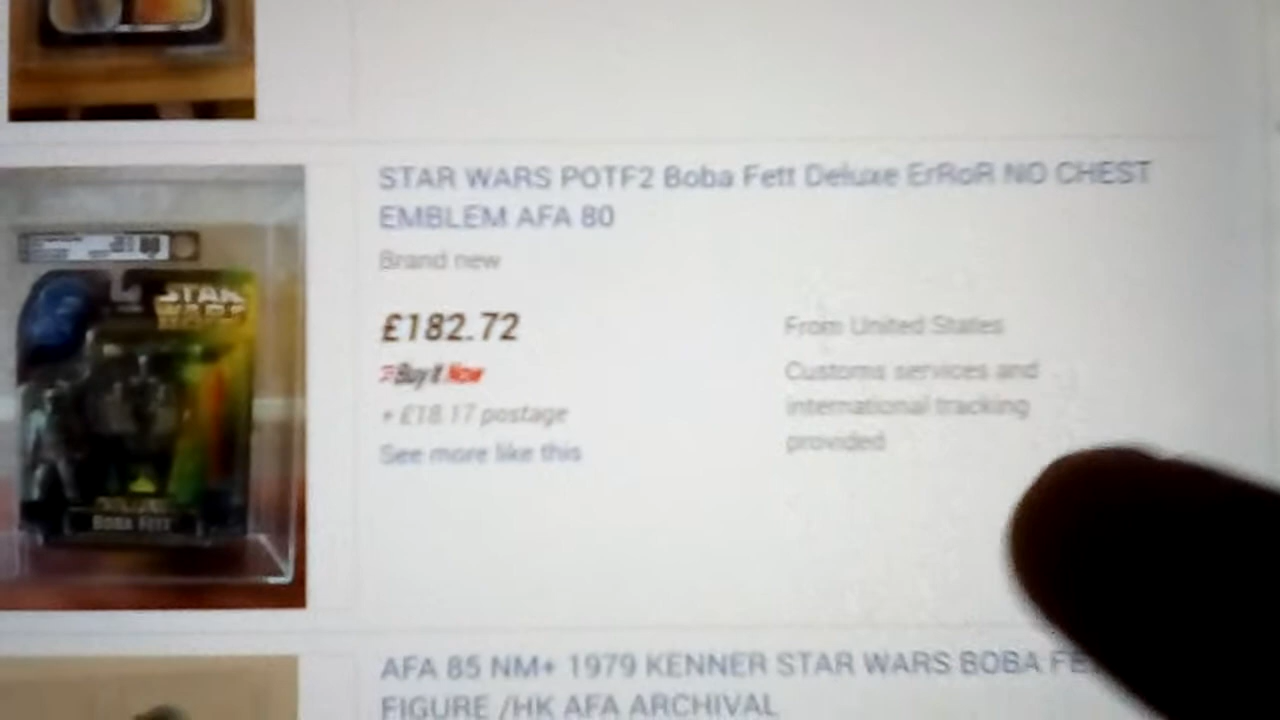 STAR WARS POTF2 Boba Fett Deluxe ErRoR NO CHEST
EMBLEM AFA 80
Brand new
£182.72
Buy It Now
+ £18.17 postage
See more like this
From United States
Customs services and
international tracking
provided
STAR
WARS
80
BOBA FETT
AFA 85 NM+ 1979 KENNER STAR WARS BOBA
FIGURE /HK AFA ARCHIVAL